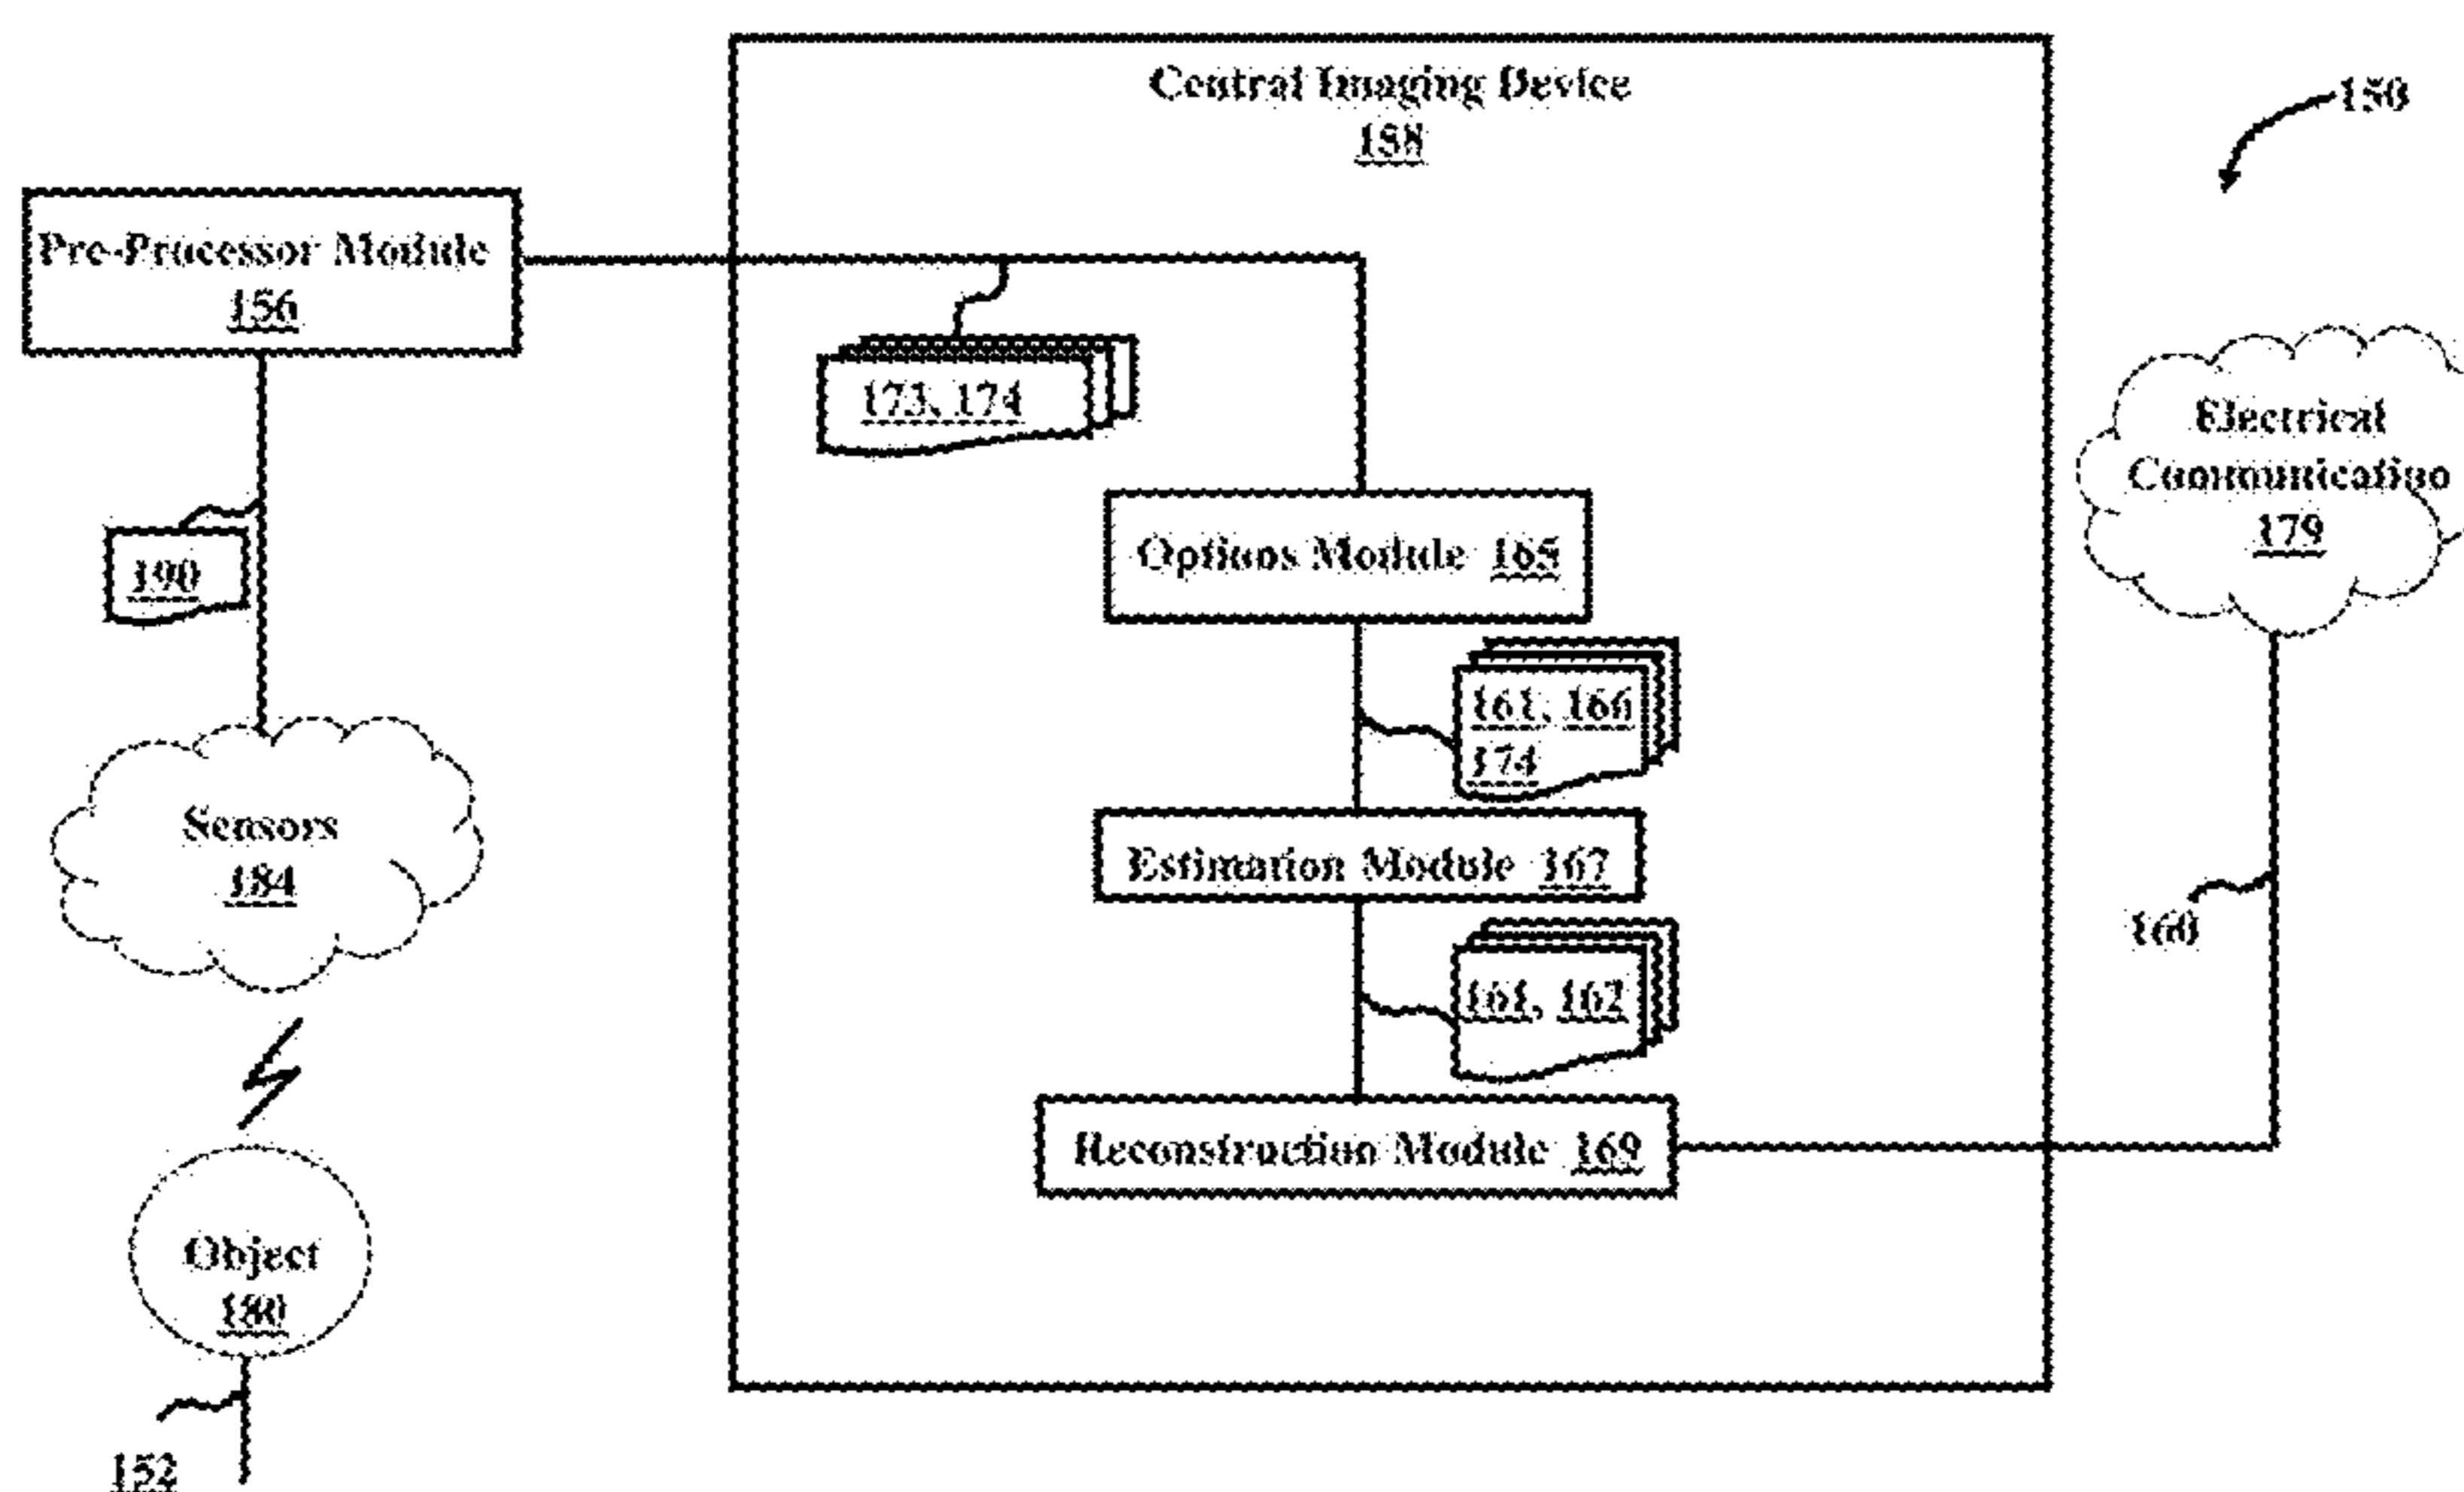 Central Imaging Device
158
150
Pre-Processor Module
156
173, 174
Electrical
Communicatio
179
Options Module 165
190
161, 166
174
Sensors
184
Estimation Module 167
160
161, 162
Reconstruction Module 169
Object
180
152